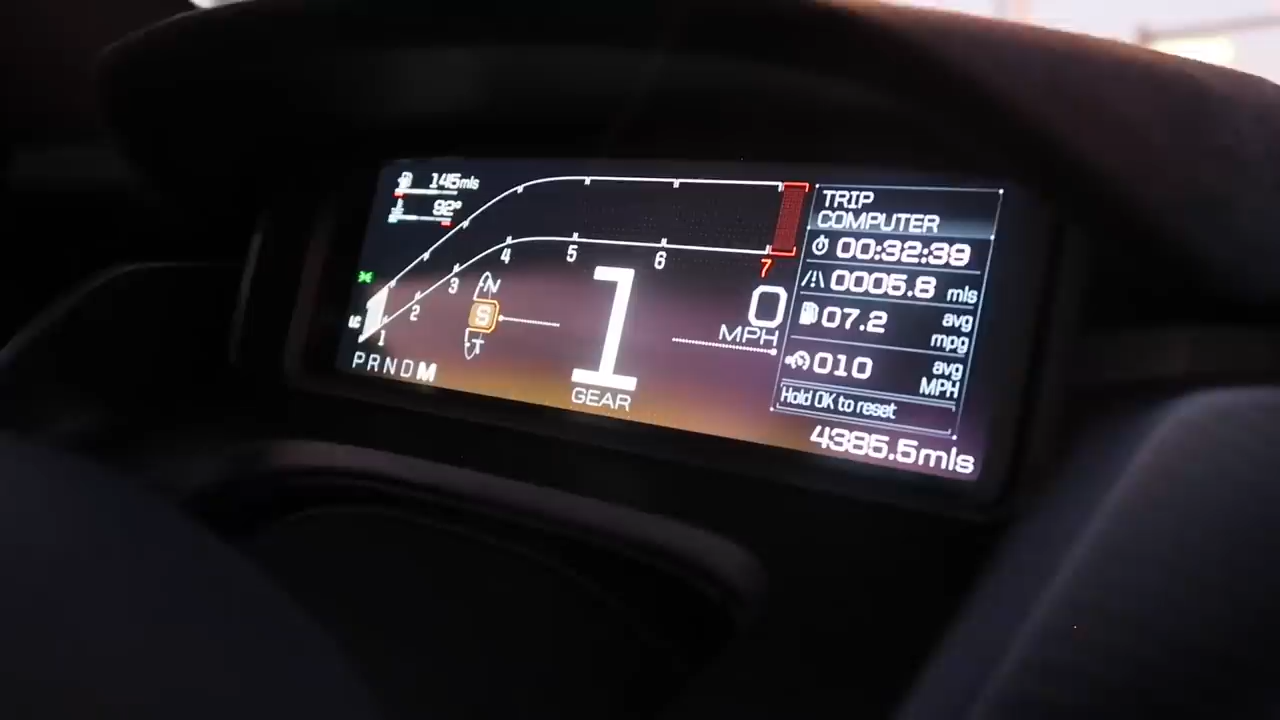 145mls
92°
1 2 3 4 5 6 7
LC
N
S
T
1
GEAR
0
MPH
PRNDM
TRIP
COMPUTER
00:32:39
0005.8 mls
07.2 avg mpg
010 avg MPH
Hold OK to reset
4385.5mls